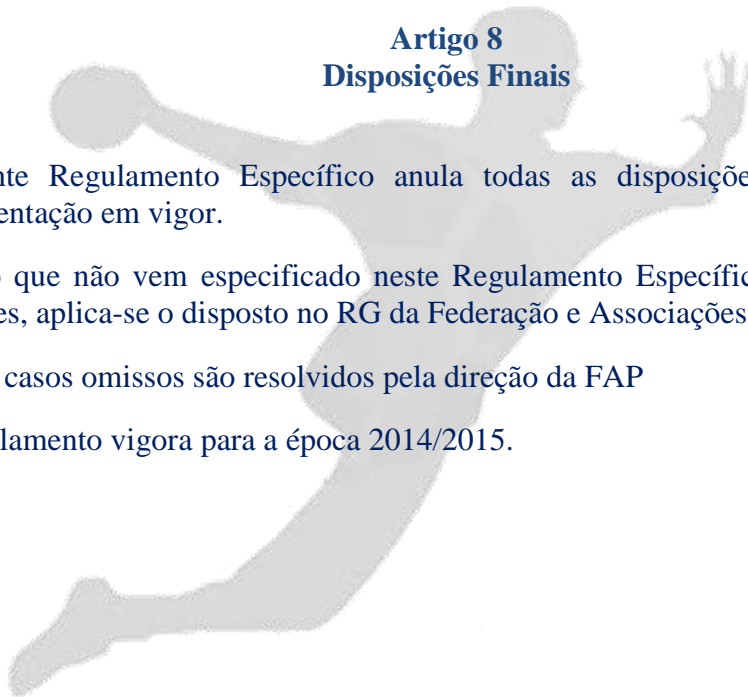 Artigo 8
Disposições Finais
nte Regulamento Específico anula todas as disposiçõe
entação em vigor.
o que não vem especificado neste Regulamento Específic
es, aplica-se o disposto no RG da Federação e Associações
casos omissos são resolvidos pela direção da FAP
lamento vigora para a época 2014/2015.